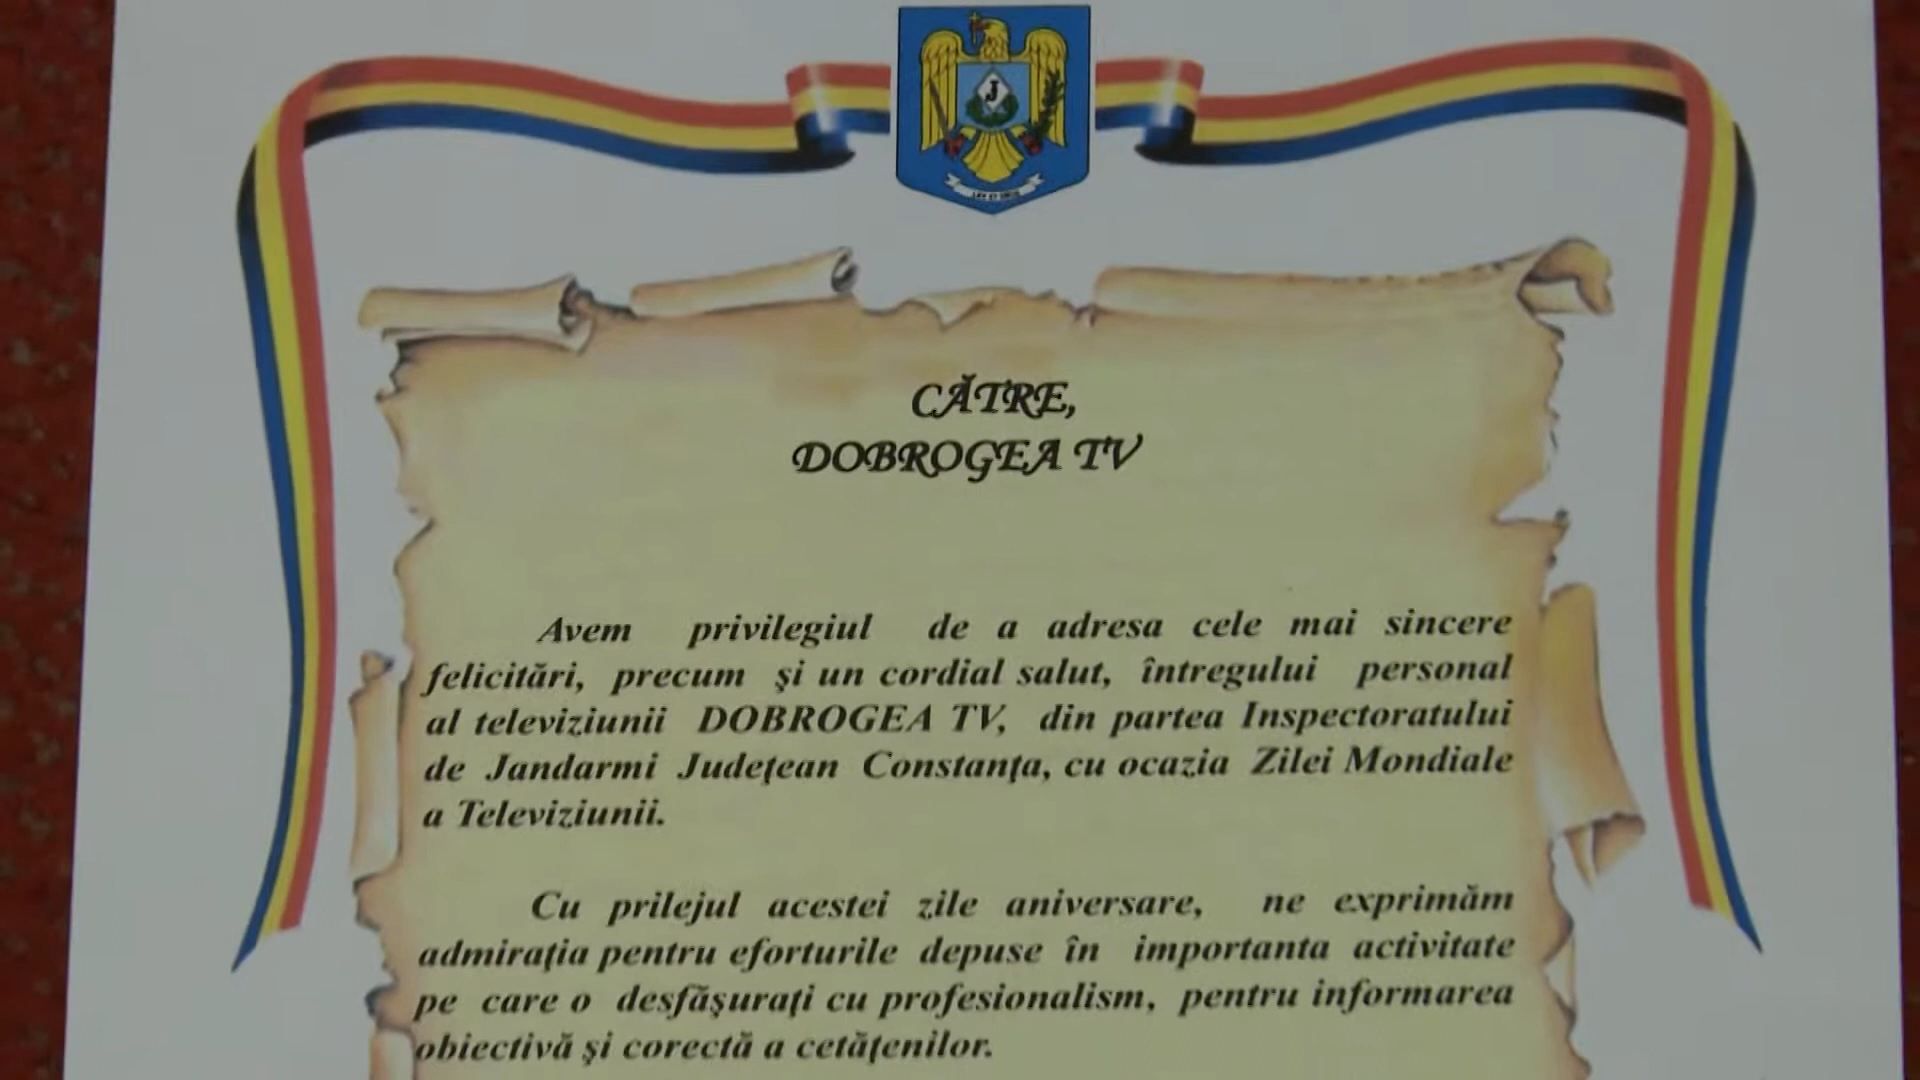 J
CĂTRE,
DOBROGEA TV
Avem privilegiul de a adresa cele mai sincere
felicitări, precum şi un cordial salut, întregului personal
al televiziunii DOBROGEA TV, din partea Inspectoratului
de Jandarmi Judeţean Constanţa, cu ocazia Zilei Mondiale
a Televiziunii.
Cu prilejul acestei zile aniversare, ne exprimăm
admiraţia pentru eforturile depuse în importanta activitate
pe care o desfăşuraţi cu profesionalism, pentru informarea
obiectivă şi corectă a cetăţenilor.